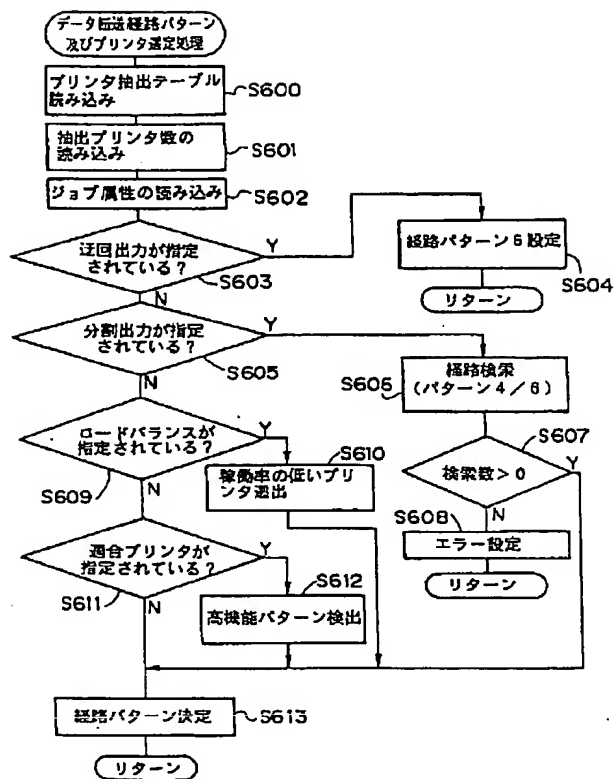 データ転送経路パターン
及びプリンタ選定処理
プリンタ抽出テーブル
読み込み
S600
抽出プリンタ数の
読み込み
S601
ジョブ属性の読み込み
S602
迂回出力が指定
されている?
Y
S603
N
経路パターン6設定
S604
リターン
分割出力が指定
されている?
Y
S605
N
経路検索
(パターン4/6)
S606
S607
検索数>0
Y
N
S608
エラー設定
リターン
ロードバランスが
指定されている?
Y
S609
N
S610
稼働率の低いプリ
ンタ選出
適合プリンタが
指定されている?
Y
S611
N
S612
高機能パターン検出
経路パターン決定
S613
リターン